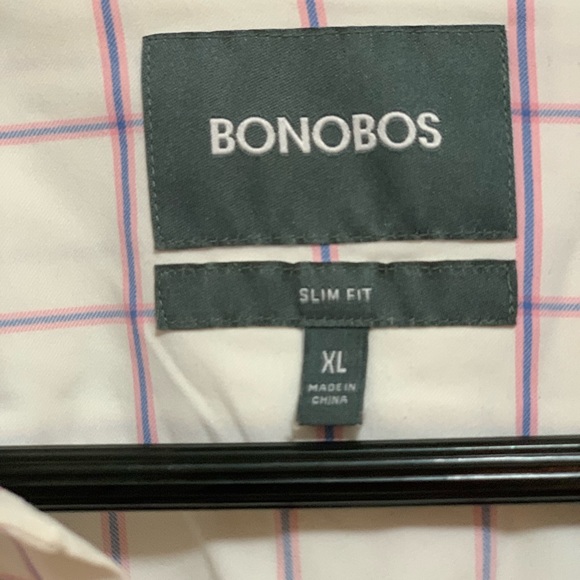 BONOBOS
SLIM FIT
XL
MADE IN
CHINA